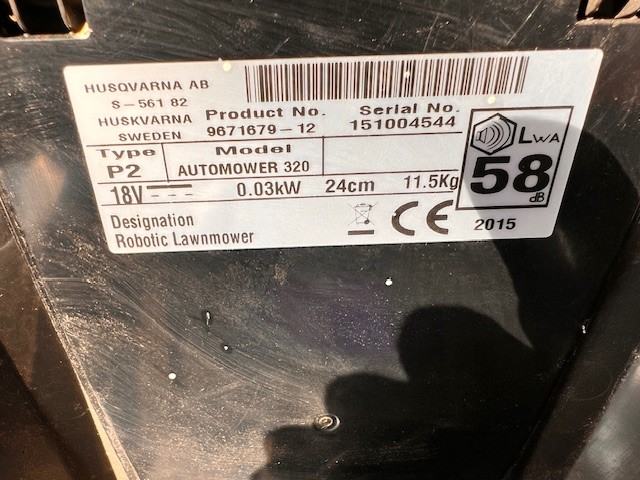 HUSQVARNA AB
S-561 82
HUSKVARNA
SWEDEN
Product No.
9671679-12
Serial No.
151004544
Type
P2
Model
AUTOMOWER 320
18V 0.03kW 24cm 11.5Kg
LWA
58
dB
Designation
Robotic Lawnmower
CE
2015